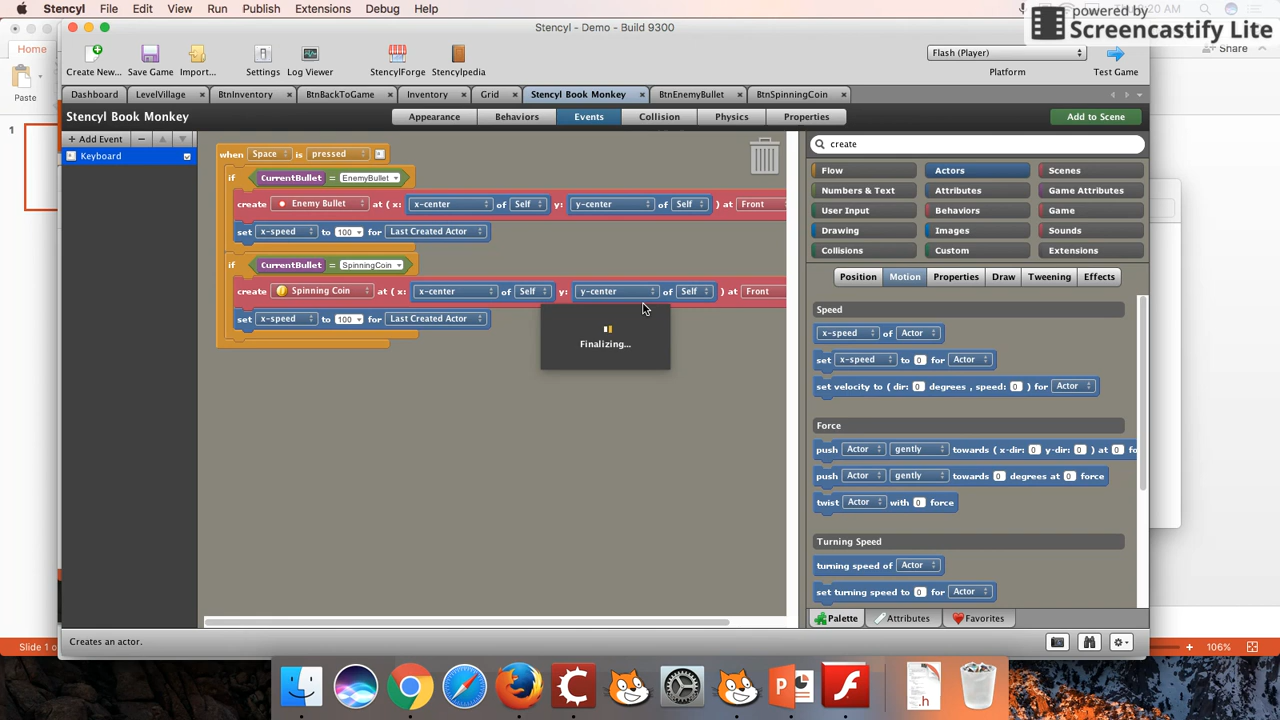 Stencyl File Edit View Run Publish Extensions Debug Help
20 AM
powered by
Screencastify Lite
Stencyl - Demo - Build 9300
Home
Share
Paste
Create New... Save Game Import... Settings Log Viewer StencylForge Stencylpedia
Flash (Player)
Platform
Test Game
Dashboard LevelVillage × BtnInventory × BtnBackToGame × Inventory × Grid × Stencyl Book Monkey × BtnEnemyBullet × BtnSpinningCoin ×
Stencyl Book Monkey
Appearance Behaviors Events Collision Physics Properties
Add to Scene
+ Add Event
Keyboard
when Space is pressed
if CurrentBullet = EnemyBullet
create Enemy Bullet at ( x: x-center of Self y: y-center of Self ) at Front
set x-speed to 100 for Last Created Actor
if CurrentBullet = SpinningCoin
create Spinning Coin at ( x: x-center of Self y: y-center of Self ) at Front
set x-speed to 100 for Last Created Actor
Finalizing...
create
Flow Actors Scenes
Numbers & Text Attributes Game Attributes
User Input Behaviors Game
Drawing Images Sounds
Collisions Custom Extensions
Position Motion Properties Draw Tweening Effects
Speed
x-speed of Actor
set x-speed to 0 for Actor
set velocity to ( dir: 0 degrees , speed: 0 ) for Actor
Force
push Actor gently towards ( x-dir: 0 y-dir: 0 ) at 0 fo
push Actor gently towards 0 degrees at 0 force
twist Actor with 0 force
Turning Speed
turning speed of Actor
set turning speed to 0 for Actor
Palette Attributes Favorites
Creates an actor.
1
Slide 1 o
106%
.h